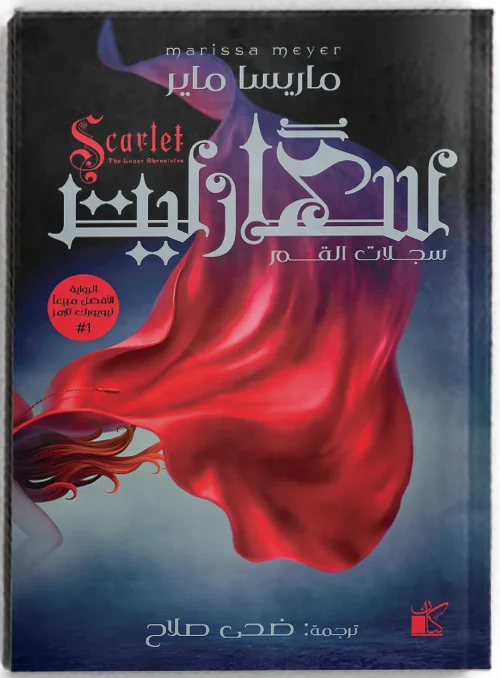 MARISSA MEYER
ماريسا ماير
Scarlet
The Lunar Chronicles
سكارليت
سجلات القمر
الرواية
الأفضل مبيعاً
نيويورك تايمز
#1
ترجمة: ضحى صلاح
كيان